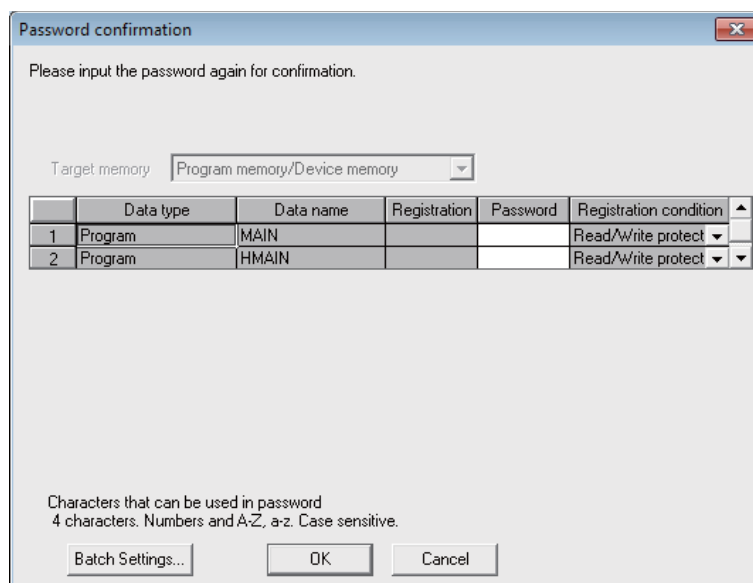 Password confirmation
Please input the password again for confirmation.
Target memory Program memory/Device memory
Data type Data name Registration Password Registration condition
1 Program MAIN Read/Write protect
2 Program HMAIN Read/Write protect
Characters that can be used in password
4 characters. Numbers and A-Z, a-z. Case sensitive.
Batch Settings... OK Cancel